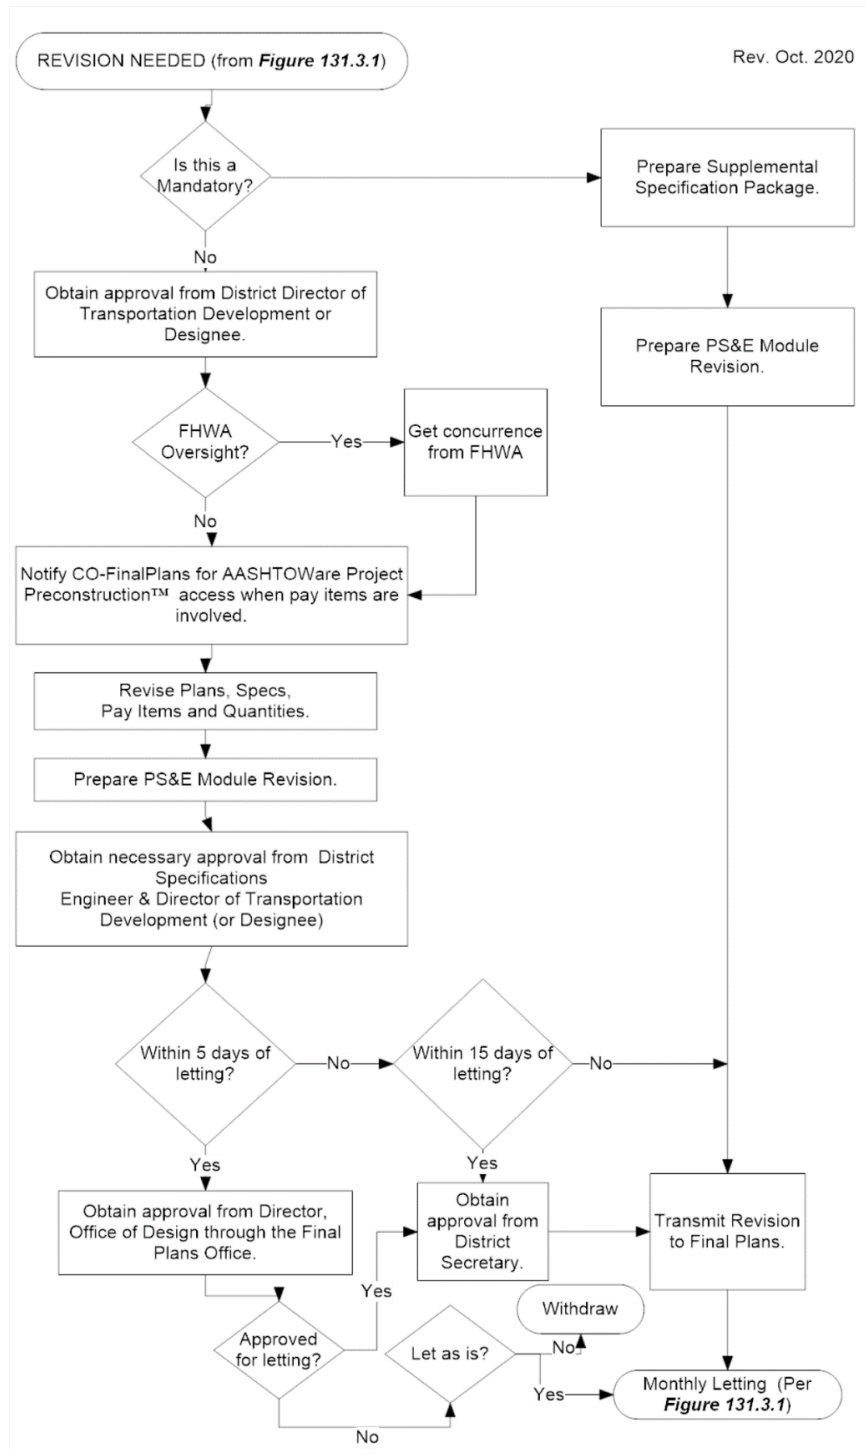 REVISION NEEDED (from Figure 131.3.1)
Rev. Oct. 2020
Is this a
Mandatory?
Prepare Supplemental
Specification Package.
No
Obtain approval from District Director of
Transportation Development or
Designee.
Prepare PS&E Module
Revision.
FHWA
Oversight?
Yes
Get concurrence
from FHWA
No
Notify CO-FinalPlans for AASHTOWare Project
Preconstruction™ access when pay items are
involved.
Revise Plans, Specs,
Pay Items and Quantities.
Prepare PS&E Module Revision.
Obtain necessary approval from District
Specifications
Engineer & Director of Transportation
Development (or Designee)
Within 5 days of
letting?
No
Within 15 days of
letting?
No
Yes
Yes
Obtain approval from Director,
Office of Design through the Final
Plans Office.
Obtain
approval from
District
Secretary.
Transmit Revision
to Final Plans.
Yes
Withdraw
Approved
for letting?
Let as is?
No
Yes
Monthly Letting (Per
Figure 131.3.1)
No